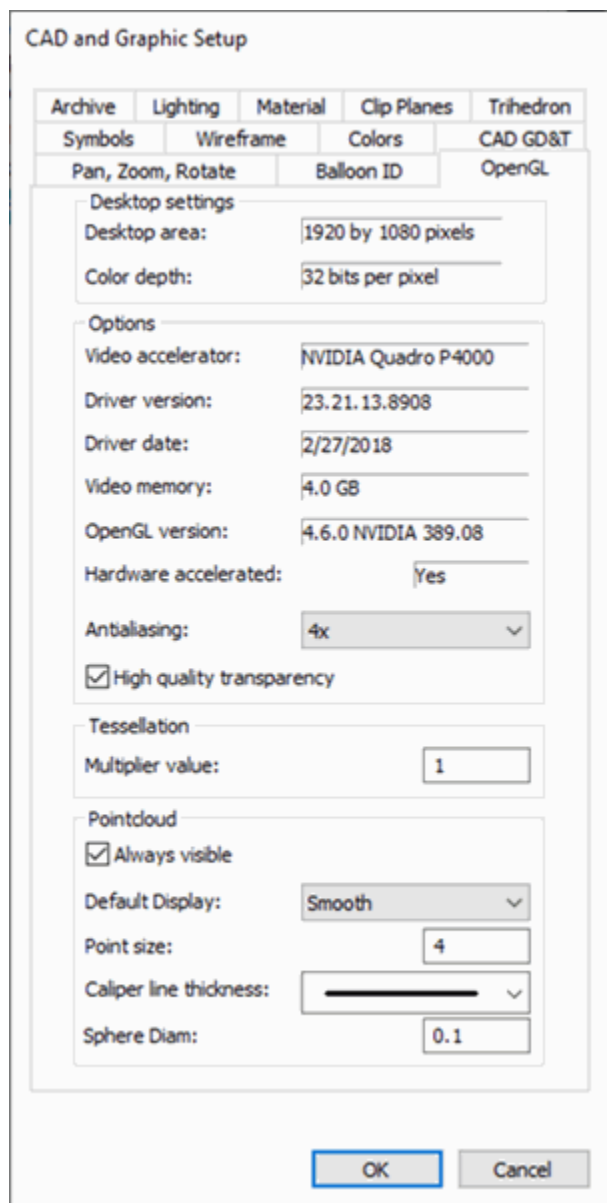 CAD and Graphic Setup
Archive Lighting Material Clip Planes Trihedron
Symbols Wireframe Colors CAD GD&T
Pan, Zoom, Rotate Balloon ID OpenGL
Desktop settings
Desktop area: 1920 by 1080 pixels
Color depth: 32 bits per pixel
Options
Video accelerator: NVIDIA Quadro P4000
Driver version: 23.21.13.8908
Driver date: 2/27/2018
Video memory: 4.0 GB
OpenGL version: 4.6.0 NVIDIA 389.08
Hardware accelerated: Yes
Antialiasing: 4x
High quality transparency
Tessellation
Multiplier value: 1
Pointcloud
Always visible
Default Display: Smooth
Point size: 4
Caliper line thickness:
Sphere Diam: 0.1
OK Cancel